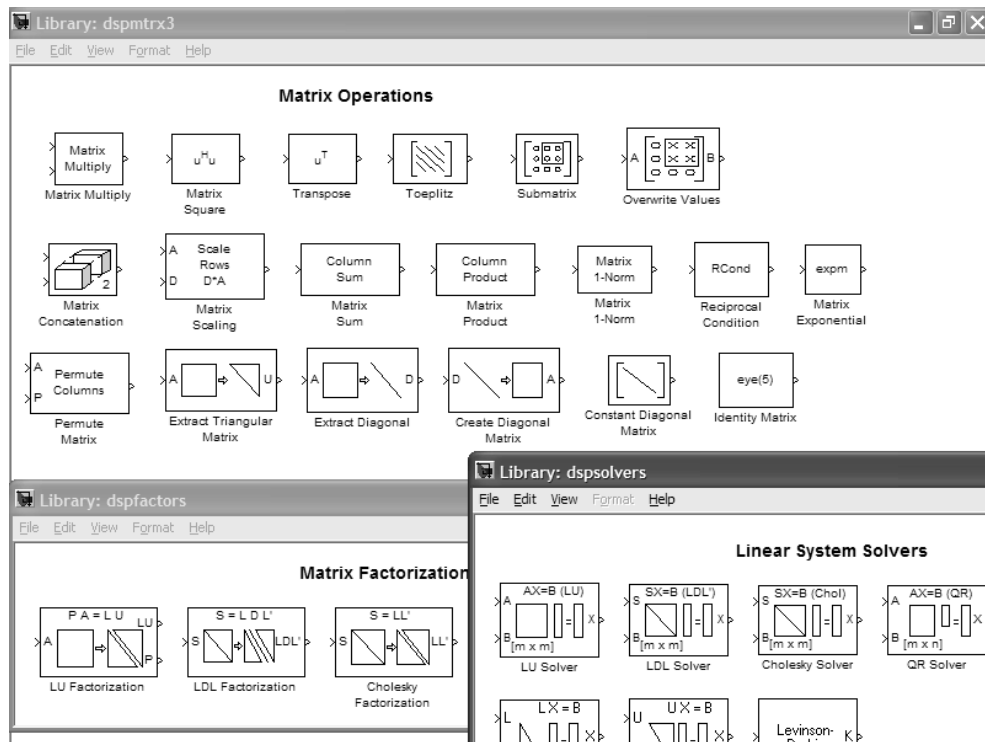 Library: dspmtrx3
File Edit View Format Help
Matrix Operations
Matrix
Multiply
Matrix Multiply
uᴴu
Matrix
Square
uᵀ
Transpose
Toeplitz
Submatrix
A B
Overwrite Values
2
Matrix
Concatenation
A
Scale
Rows
D*A
D
Matrix
Scaling
Column
Sum
Matrix
Sum
Column
Product
Matrix
Product
Matrix
1-Norm
Matrix
1-Norm
RCond
Reciprocal
Condition
expm
Matrix
Exponential
A
Permute
Columns
P
Permute
Matrix
A U
Extract Triangular
Matrix
A D
Extract Diagonal
D A
Create Diagonal
Matrix
Constant Diagonal
Matrix
eye(5)
Identity Matrix
Library: dspfactors
File Edit View Format Help
Matrix Factorization
P A = L U
LU
A
P
LU Factorization
S = L D L'
S LDL'
LDL Factorization
S = LL'
S LL'
Cholesky
Factorization
Library: dspsolvers
File Edit View Format Help
Linear System Solvers
AX=B (LU)
A
= X
B
[m x m]
LU Solver
SX=B (LDL')
S
= X
B
[m x m]
LDL Solver
SX=B (Chol)
S
= X
B
[m x m]
Cholesky Solver
AX=B (QR)
A
= X
B
[m x n]
QR Solver
L X = B
L
= X
U X = B
U
= X
Levinson-
K